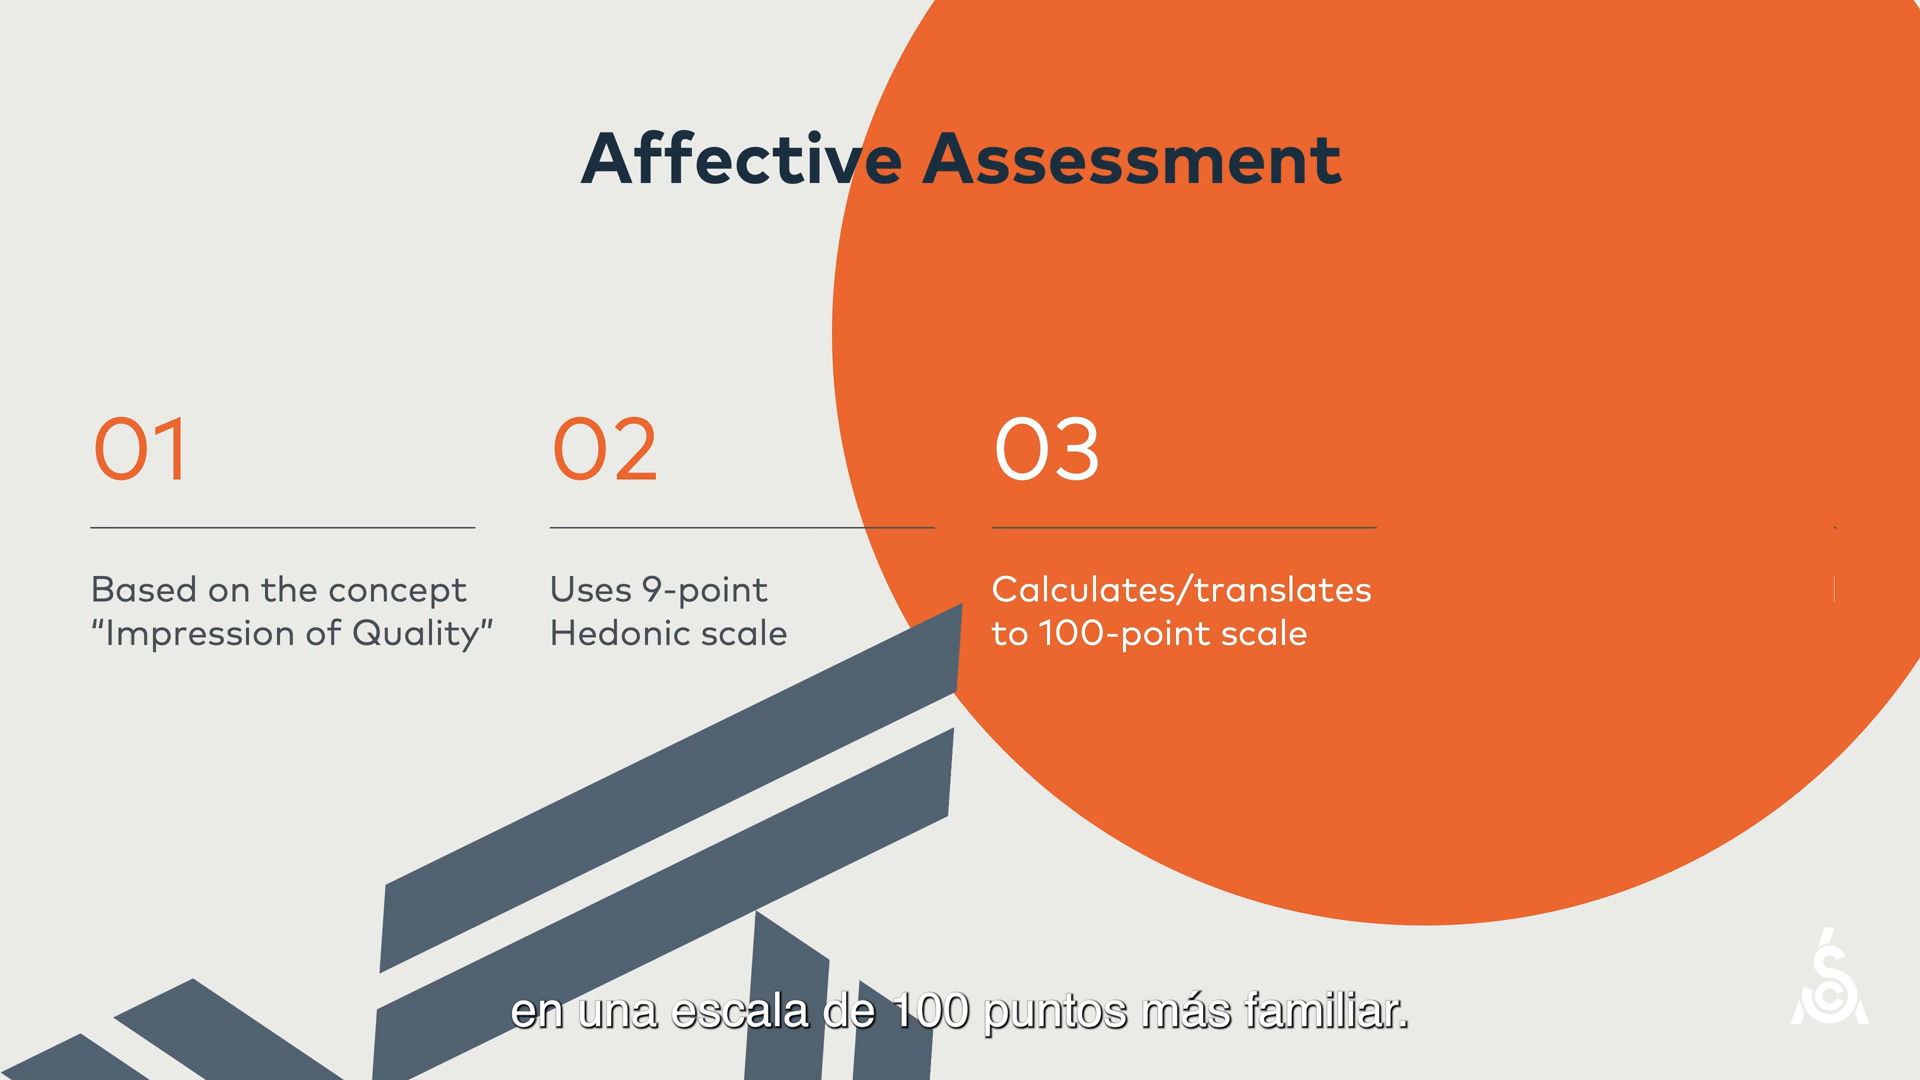 Affective Assessment
01
Based on the concept
"Impression of Quality"
02
Uses 9-point
Hedonic scale
03
Calculates/translates
to 100-point scale
en una escala de 100 puntos más familiar.
SCA